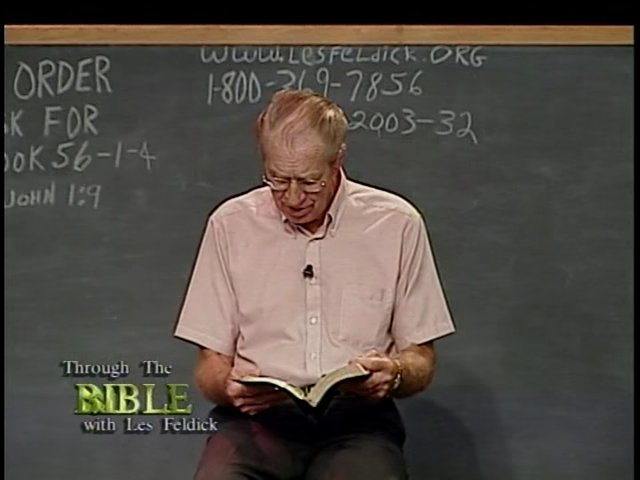 WWW.LESFELDICK.ORG
ORDER
1-800-369-7856
K FOR
2003-32
OOK 56-1-4
JOHN 1:9
Through The
BIBLE
with Les Feldick